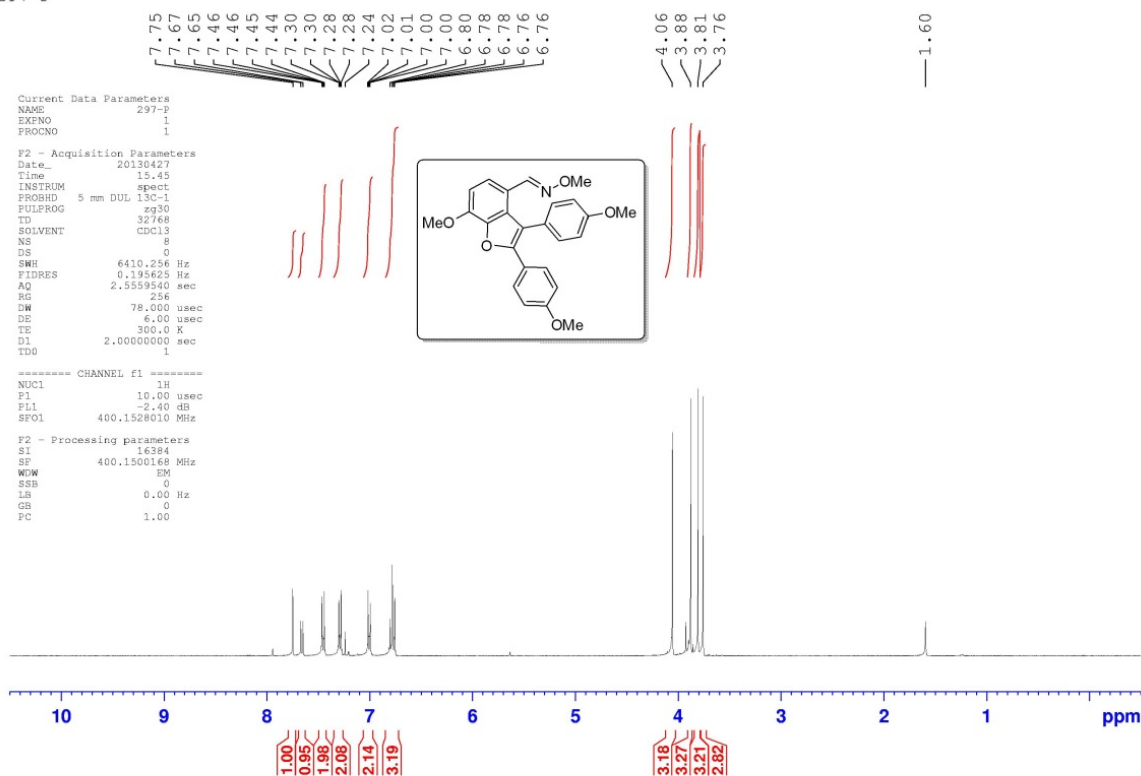 7.75 7.67 7.65 7.46 7.46 7.45 7.44 7.30 7.30 7.28 7.28 7.24 7.02 7.01 7.00 7.00 6.80 6.78 6.78 6.76 6.76
4.06 3.88 3.81 3.76
1.60
Current Data Parameters
NAME 297-P
EXPNO 1
PROCNO 1
F2 - Acquisition Parameters
Date_ 20130427
Time 15.45
INSTRUM spect
PROBHD 5 mm DUL 13C-1
PULPROG zg30
TD 32768
SOLVENT CDCl3
NS 8
DS 0
SWH 6410.256 Hz
FIDRES 0.195625 Hz
AQ 2.5559540 sec
RG 256
DW 78.000 usec
DE 6.00 usec
TE 300.0 K
D1 2.00000000 sec
TD0 1
======== CHANNEL f1 ========
NUC1 1H
P1 10.00 usec
PL1 -2.40 dB
SFO1 400.1528010 MHz
F2 - Processing parameters
SI 16384
SF 400.1500168 MHz
WDW EM
SSB 0
LB 0.00 Hz
GB 0
PC 1.00
N
OMe
MeO
OMe
O
OMe
10 9 8 7 6 5 4 3 2 1 ppm
1.00 0.95 1.98 2.08 2.14 3.19 3.18 3.27 3.21 2.82